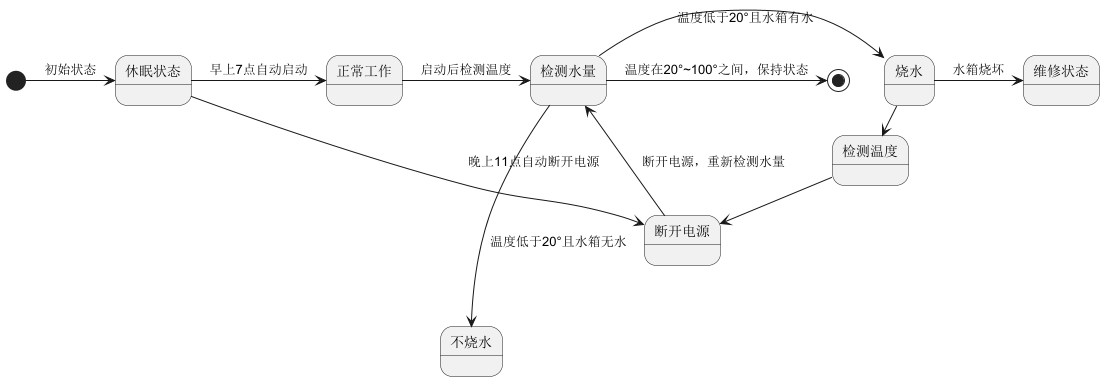 温度低于20°且水箱有水
初始状态
休眠状态
早上7点自动启动
正常工作
启动后检测温度
检测水量
温度在20°~100°之间，保持状态
烧水
水箱烧坏
维修状态
检测温度
晚上11点自动断开电源
断开电源，重新检测水量
断开电源
温度低于20°且水箱无水
不烧水